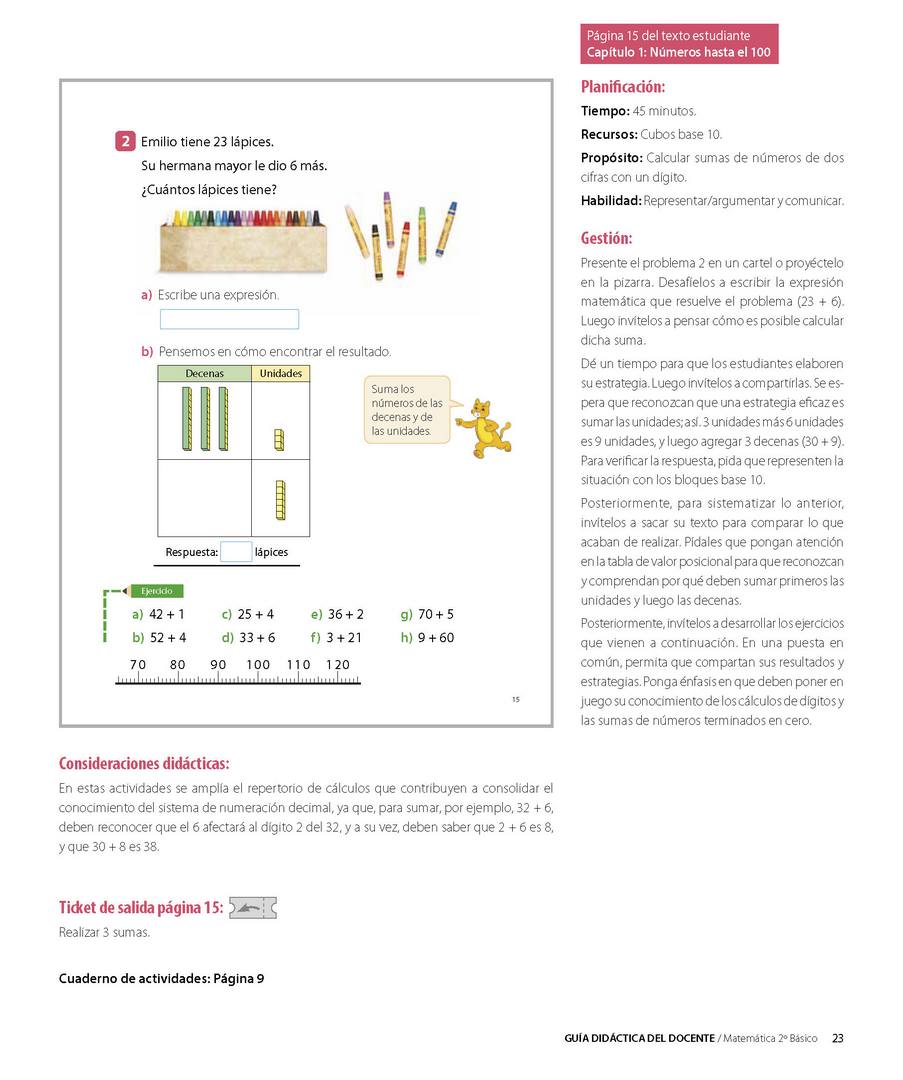 Página 15 del texto estudiante
Capítulo 1: Números hasta el 100
2 Emilio tiene 23 lápices.
Su hermana mayor le dio 6 más.
¿Cuántos lápices tiene?
a) Escribe una expresión.
b) Pensemos en cómo encontrar el resultado.
Decenas Unidades
Suma los
números de las
decenas y de
las unidades.
Respuesta: lápices
Ejercicio
a) 42 + 1 c) 25 + 4 e) 36 + 2 g) 70 + 5
b) 52 + 4 d) 33 + 6 f) 3 + 21 h) 9 + 60
70 80 90 100 110 120
15
Planificación:
Tiempo: 45 minutos.
Recursos: Cubos base 10.
Propósito: Calcular sumas de números de dos
cifras con un dígito.
Habilidad: Representar/argumentar y comunicar.
Gestión:
Presente el problema 2 en un cartel o proyéctelo
en la pizarra. Desafíelos a escribir la expresión
matemática que resuelve el problema (23 + 6).
Luego invítelos a pensar cómo es posible calcular
dicha suma.
Dé un tiempo para que los estudiantes elaboren
su estrategia. Luego invítelos a compartirlas. Se es-
pera que reconozcan que una estrategia eficaz es
sumar las unidades; así. 3 unidades más 6 unidades
es 9 unidades, y luego agregar 3 decenas (30 + 9).
Para verificar la respuesta, pida que representen la
situación con los bloques base 10.
Posteriormente, para sistematizar lo anterior,
invítelos a sacar su texto para comparar lo que
acaban de realizar. Pídales que pongan atención
en la tabla de valor posicional para que reconozcan
y comprendan por qué deben sumar primeros las
unidades y luego las decenas.
Posteriormente, invítelos a desarrollar los ejercicios
que vienen a continuación. En una puesta en
común, permita que compartan sus resultados y
estrategias. Ponga énfasis en que deben poner en
juego su conocimiento de los cálculos de dígitos y
las sumas de números terminados en cero.
Consideraciones didácticas:
En estas actividades se amplía el repertorio de cálculos que contribuyen a consolidar el
conocimiento del sistema de numeración decimal, ya que, para sumar, por ejemplo, 32 + 6,
deben reconocer que el 6 afectará al dígito 2 del 32, y a su vez, deben saber que 2 + 6 es 8,
y que 30 + 8 es 38.
Ticket de salida página 15:
Realizar 3 sumas.
Cuaderno de actividades: Página 9
GUÍA DIDÁCTICA DEL DOCENTE / Matemática 2º Básico 23